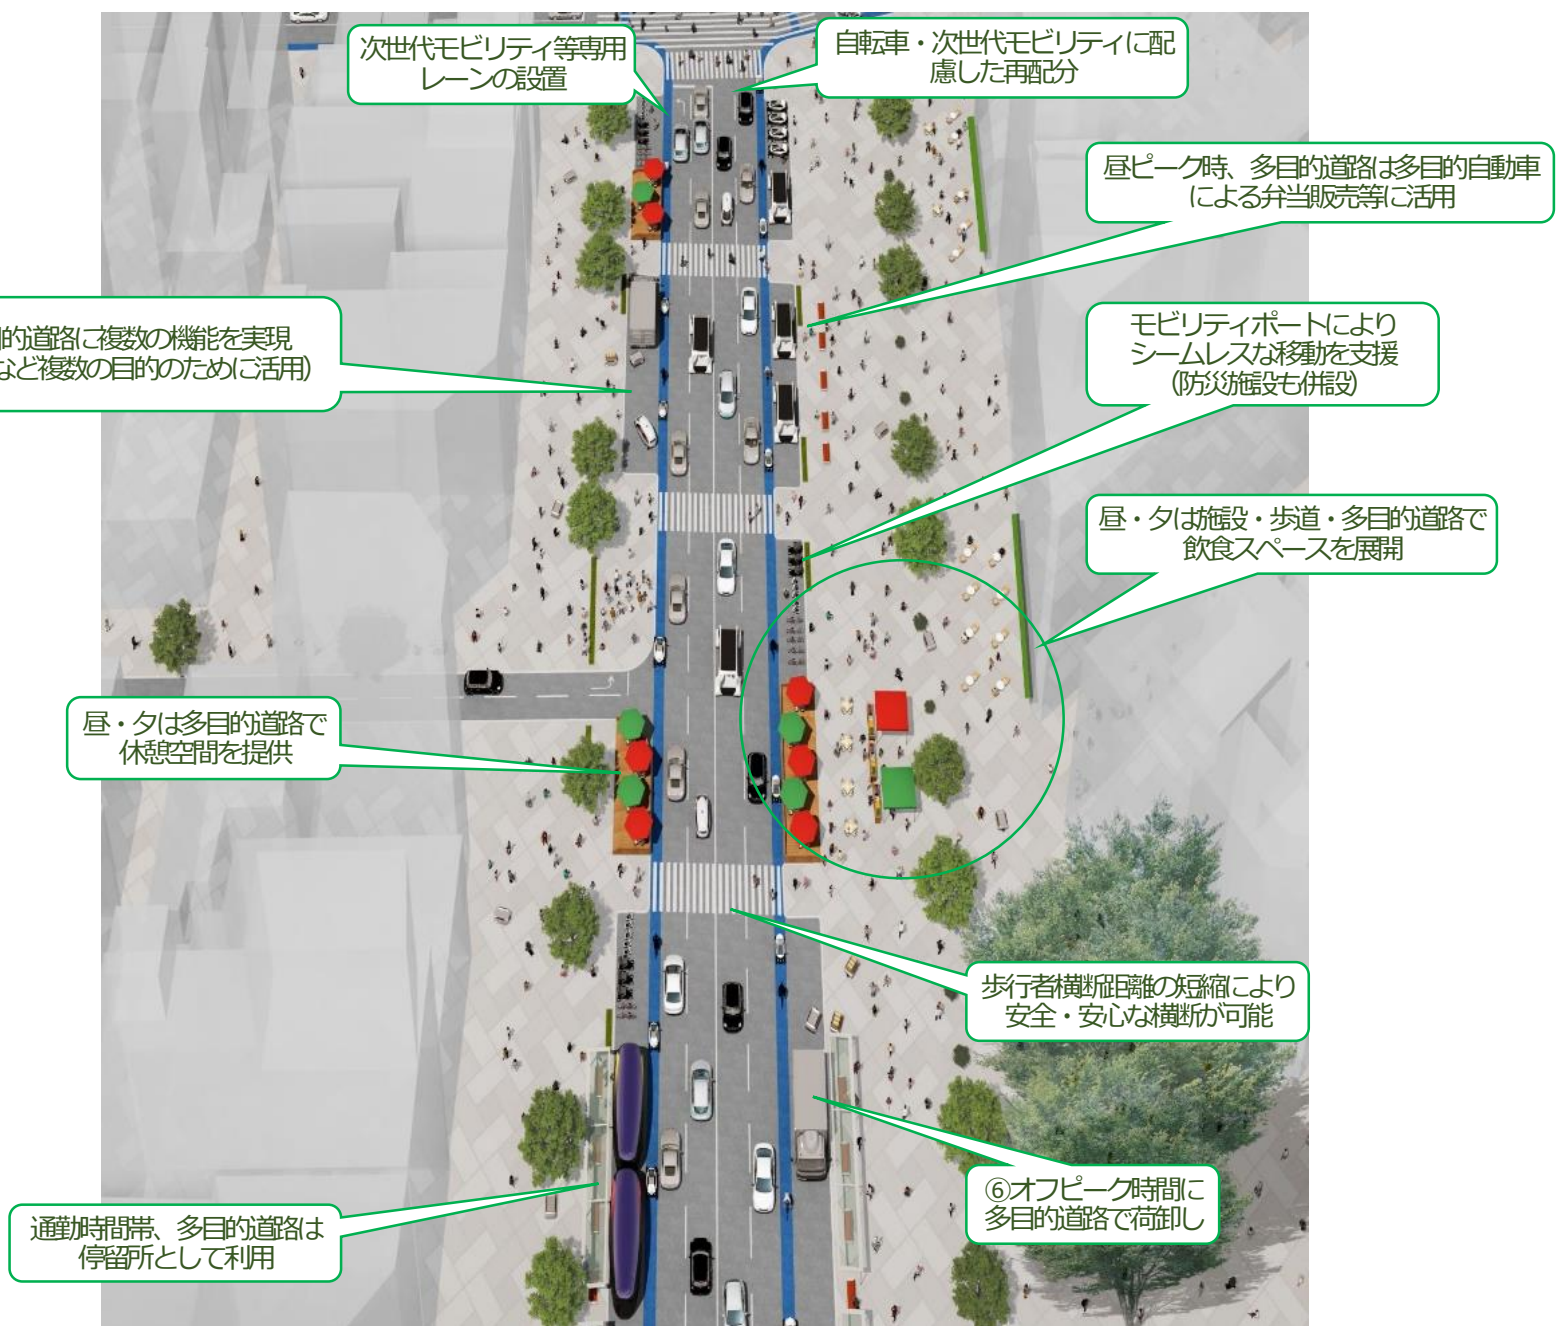 次世代モビリティ等専用
レーンの設置
自転車・次世代モビリティに配
慮した再配分
昼ピーク時、多目的道路は多目的自動車
による弁当販売等に活用
的道路に複数の機能を実現
など複数の目的のために活用)
モビリティポートにより
シームレスな移動を支援
(防災施設も併設)
昼・夕は施設・歩道・多目的道路で
飲食スペースを展開
昼・夕は多目的道路で
休憩空間を提供
歩行者横断距離の短縮により
安全・安心な横断が可能
⑥オフピーク時間に
多目的道路で荷卸し
通勤時間帯、多目的道路は
停留所として利用